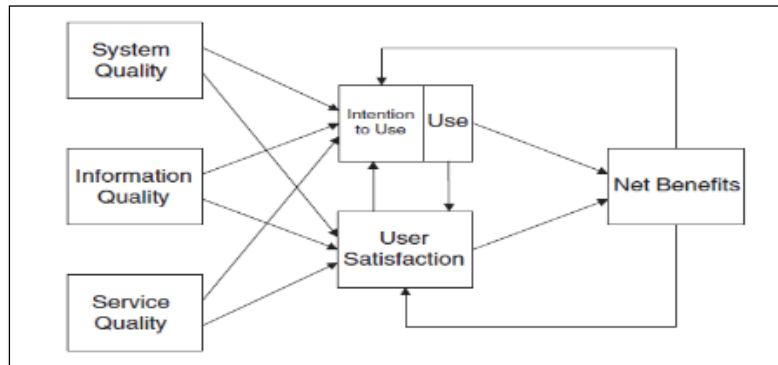 System
Quality
Intention
to Use
Use
Information
Quality
Net Benefits
User
Satisfaction
Service
Quality